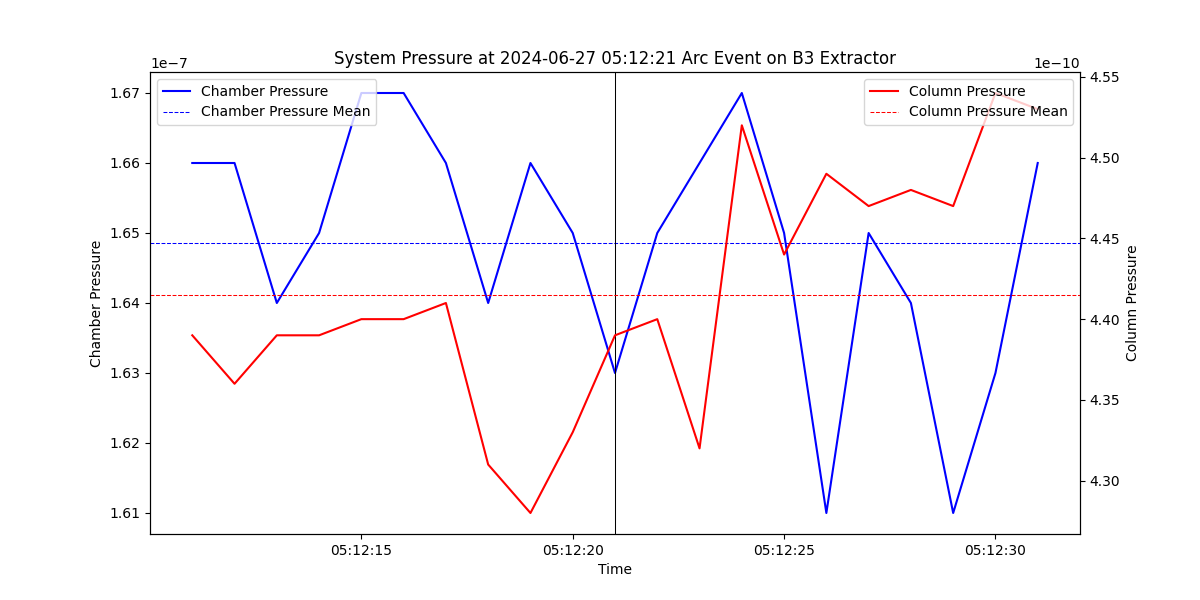 System Pressure at 2024-06-27 05:12:21 Arc Event on B3 Extractor
1e−7
1e−10
Chamber Pressure
Chamber Pressure Mean
Column Pressure
Column Pressure Mean
1.67
1.66
1.65
1.64
1.63
1.62
1.61
Chamber Pressure
4.55
4.50
4.45
4.40
4.35
4.30
Column Pressure
05:12:15
05:12:20
05:12:25
05:12:30
Time